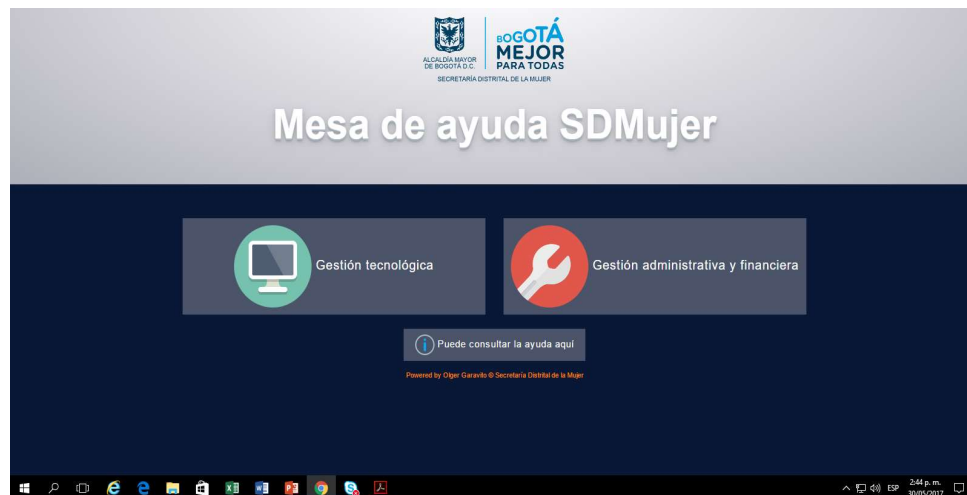 ALCALDÍA MAYOR
DE BOGOTÁ D.C.
BOGOTÁ
MEJOR
PARA TODAS
SECRETARÍA DISTRITAL DE LA MUJER
Mesa de ayuda SDMujer
Gestión tecnológica
Gestión administrativa y financiera
i Puede consultar la ayuda aquí
Powered by Olger Garavito © Secretaría Distrital de la Mujer
ESP
2:44 p. m.
30/05/2017